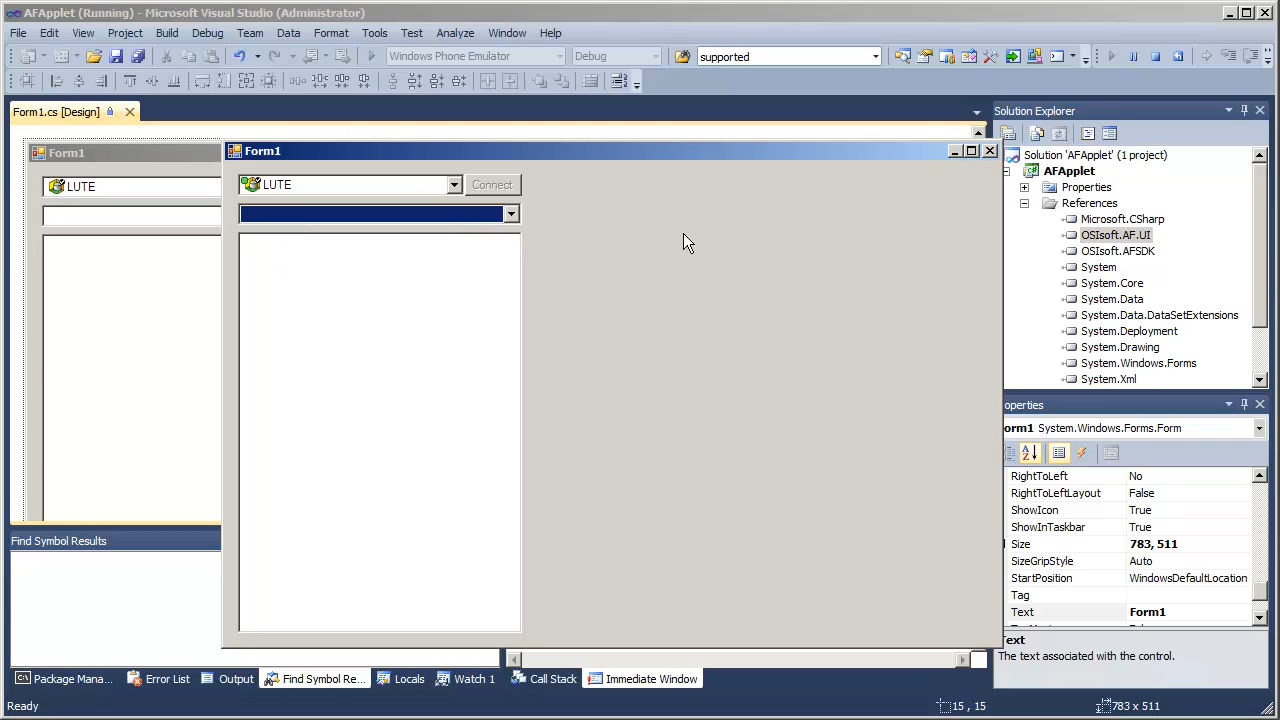 AFApplet (Running) - Microsoft Visual Studio (Administrator)
File Edit View Project Build Debug Team Data Format Tools Test Analyze Window Help
Windows Phone Emulator Debug supported
Form1.cs [Design]
Form1
LUTE
Form1
LUTE Connect
Solution Explorer
Solution 'AFApplet' (1 project)
AFApplet
Properties
References
Microsoft.CSharp
OSIsoft.AF.UI
OSIsoft.AFSDK
System
System.Core
System.Data
System.Data.DataSetExtensions
System.Deployment
System.Drawing
System.Windows.Forms
System.Xml
operties
orm1 System.Windows.Forms.Form
RightToLeft No
RightToLeftLayout False
ShowIcon True
ShowInTaskbar True
Size 783, 511
SizeGripStyle Auto
StartPosition WindowsDefaultLocation
Tag
Text Form1
Text
The text associated with the control.
Find Symbol Results
Package Mana... Error List Output Find Symbol Re... Locals Watch 1 Call Stack Immediate Window
Ready 15 , 15 783 x 511